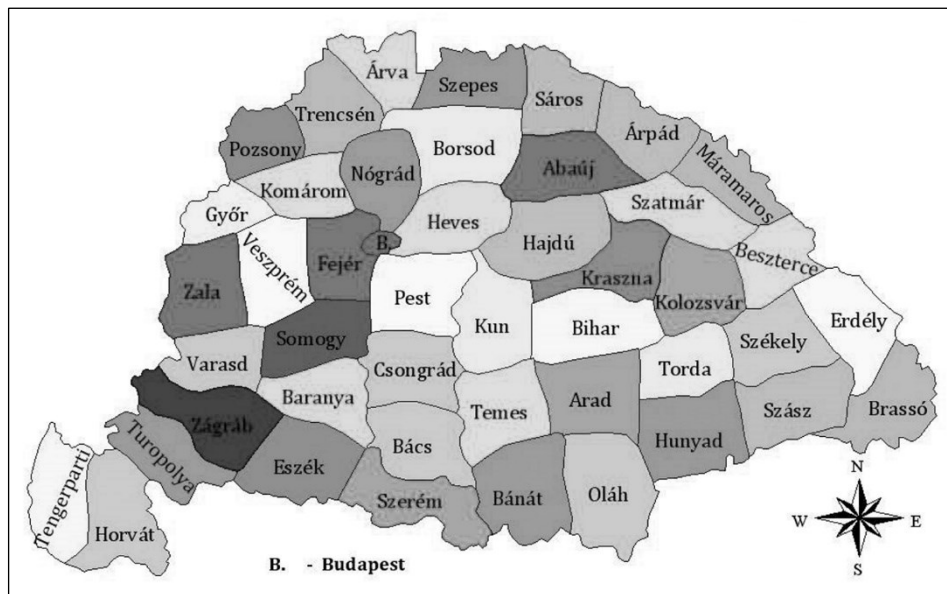 Árva
Szepes
Sáros
Trencsén
Árpád
Pozsony
Nógrád
Borsod
Abaúj
Máramaros
Komárom
Győr
Heves
Szatmár
Veszprém
Fejér
B.
Hajdú
Beszterce
Zala
Kraszna
Kolozsvár
Pest
Kun
Bihar
Erdély
Somogy
Székely
Varasd
Csongrád
Torda
Baranya
Temes
Arad
Szász
Brassó
Zágráb
Turopolya
Bács
Hunyad
Eszék
Tengerparti
Horvát
Szerém
Bánát
Oláh
N
W
E
S
B. - Budapest